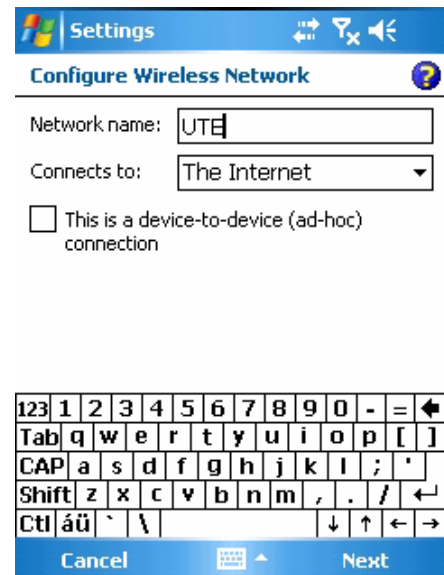 Settings
Configure Wireless Network
Network name: UTE
Connects to: The Internet
This is a device-to-device (ad-hoc)
connection
123 1 2 3 4 5 6 7 8 9 0 - =
Tab q w e r t y u i o p [ ]
CAP a s d f g h j k l ; '
Shift z x c v b n m , . /
Ctl áü ` \
Cancel Next